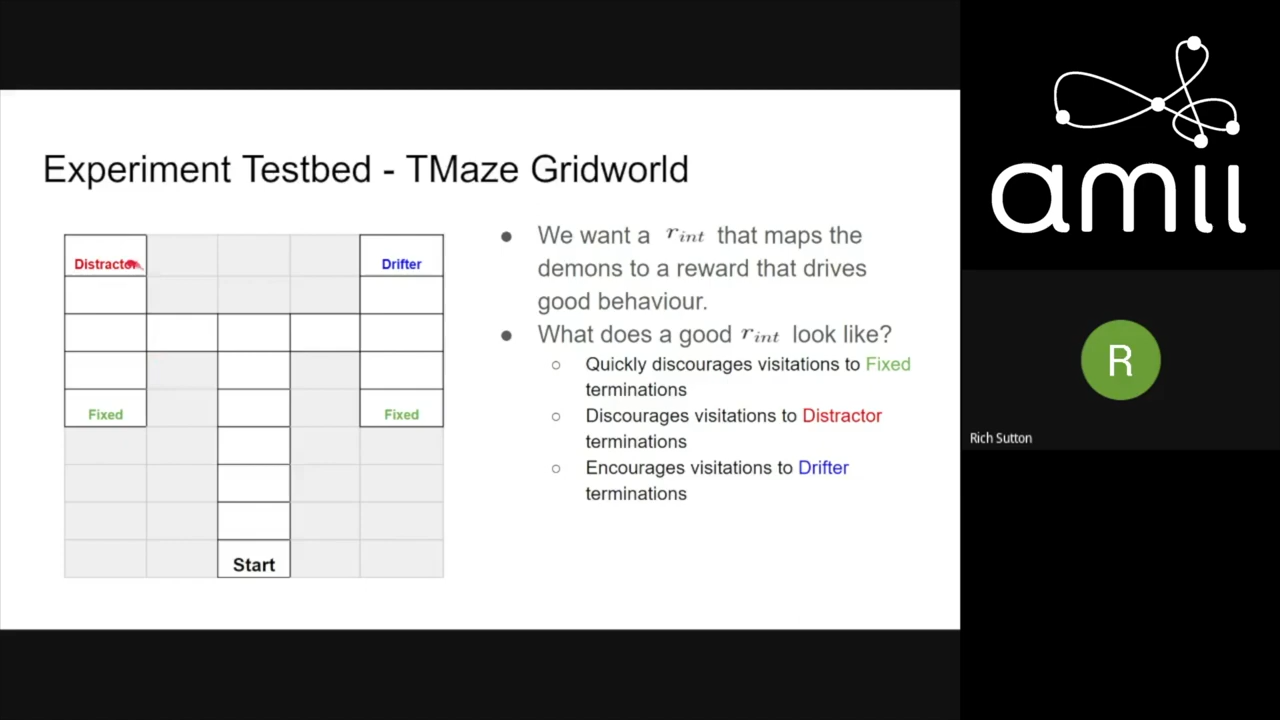 Experiment Testbed - TMaze Gridworld
Distractor
Drifter
Fixed
Fixed
Start
● We want a r_int that maps the
demons to a reward that drives
good behaviour.
● What does a good r_int look like?
○ Quickly discourages visitations to Fixed
terminations
○ Discourages visitations to Distractor
terminations
○ Encourages visitations to Drifter
terminations
amii
R
Rich Sutton